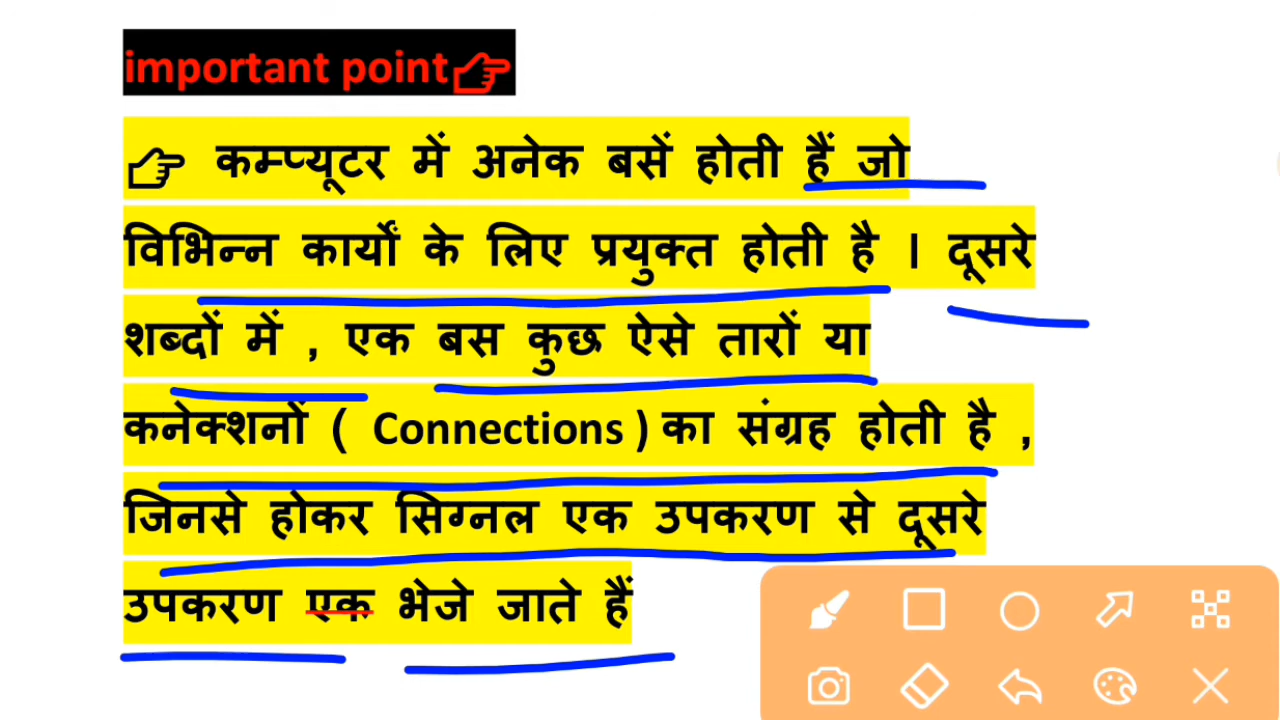 important point
कम्प्यूटर में अनेक बसें होती हैं जो
विभिन्न कार्यों के लिए प्रयुक्त होती है । दूसरे
शब्दों में , एक बस कुछ ऐसे तारों या
कनेक्शनों ( Connections ) का संग्रह होती है ,
जिनसे होकर सिग्नल एक उपकरण से दूसरे
उपकरण एक भेजे जाते हैं